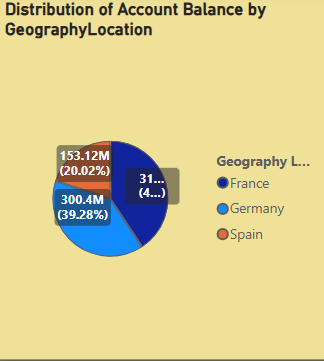 Distribution of Account Balance by
GeographyLocation
153.12M
(20.02%)
31...
(4...)
300.4M
(39.28%)
Geography L...
France
Germany
Spain